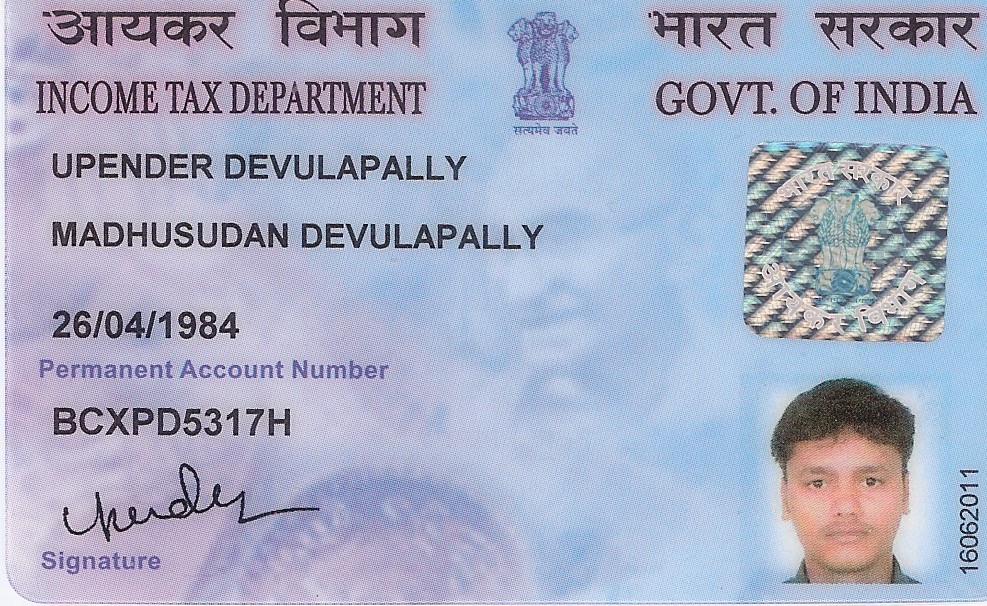 आयकर विभाग
INCOME TAX DEPARTMENT
सत्यमेव जयते
भारत सरकार
GOVT. OF INDIA
UPENDER DEVULAPALLY
MADHUSUDAN DEVULAPALLY
26/04/1984
Permanent Account Number
BCXPD5317H
Upender
Signature
भारत सरकार
आयकर विभाग
16062011